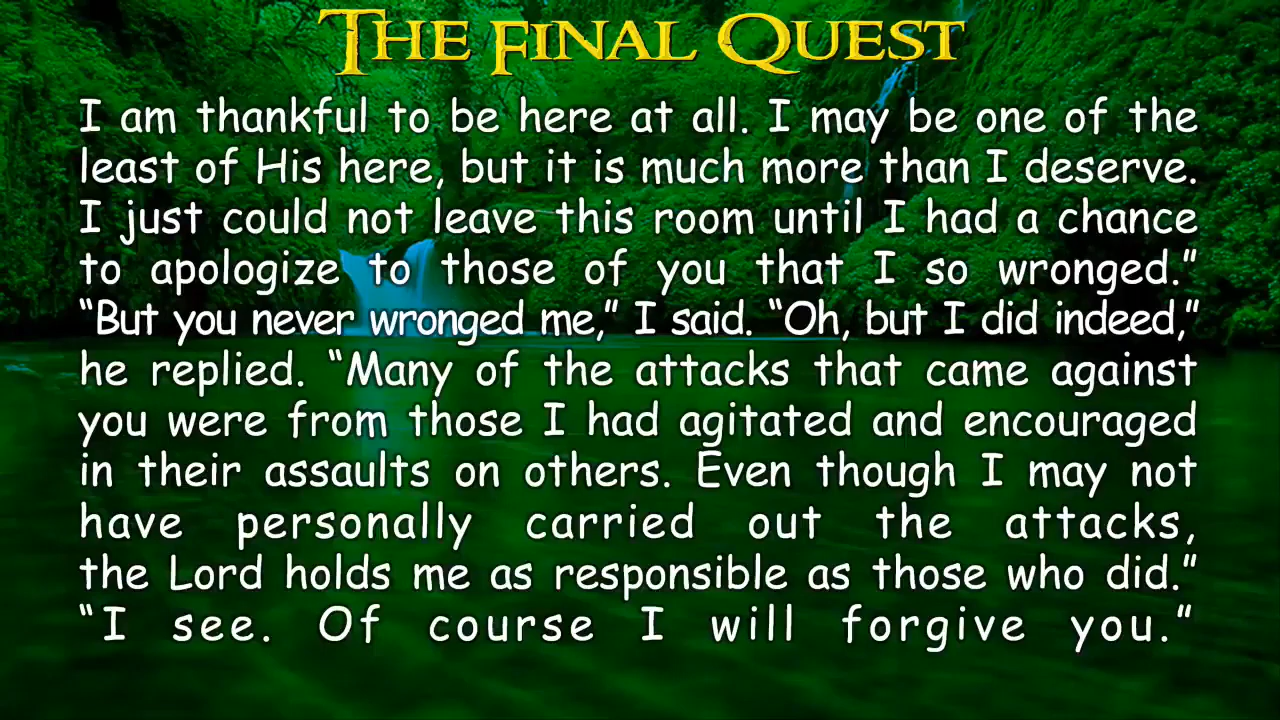 THE FINAL QUEST
I am thankful to be here at all. I may be one of the
least of His here, but it is much more than I deserve.
I just could not leave this room until I had a chance
to apologize to those of you that I so wronged.”
“But you never wronged me,” I said. “Oh, but I did indeed,”
he replied. “Many of the attacks that came against
you were from those I had agitated and encouraged
in their assaults on others. Even though I may not
have personally carried out the attacks,
the Lord holds me as responsible as those who did.”
“I see. Of course I will forgive you.”